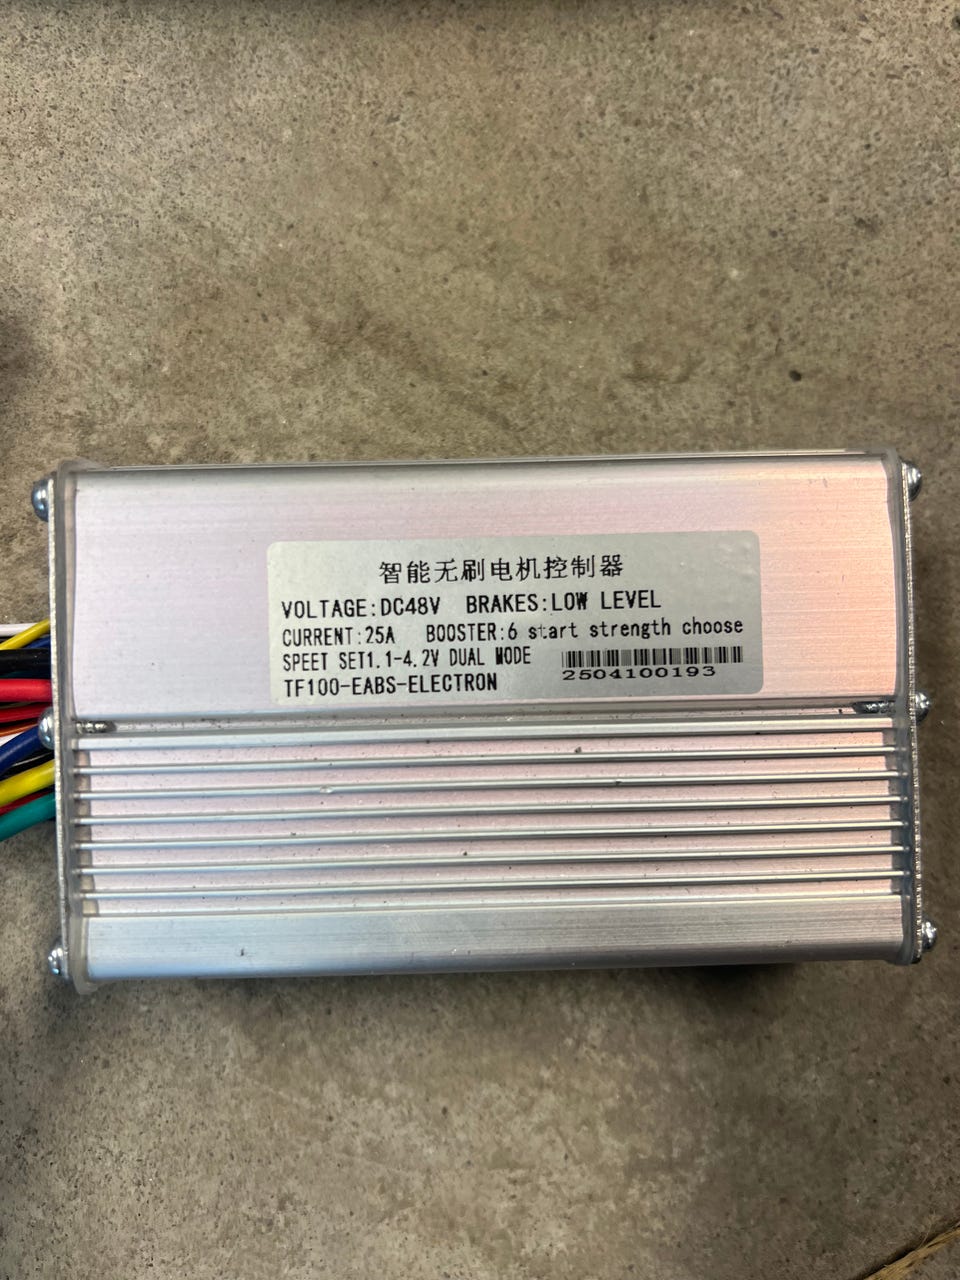 智能无刷电机控制器
VOLTAGE:DC48V BRAKES:LOW LEVEL
CURRENT:25A BOOSTER:6 start strength choose
SPEET SET1.1-4.2V DUAL MODE
TF100-EABS-ELECTRON
2504100193